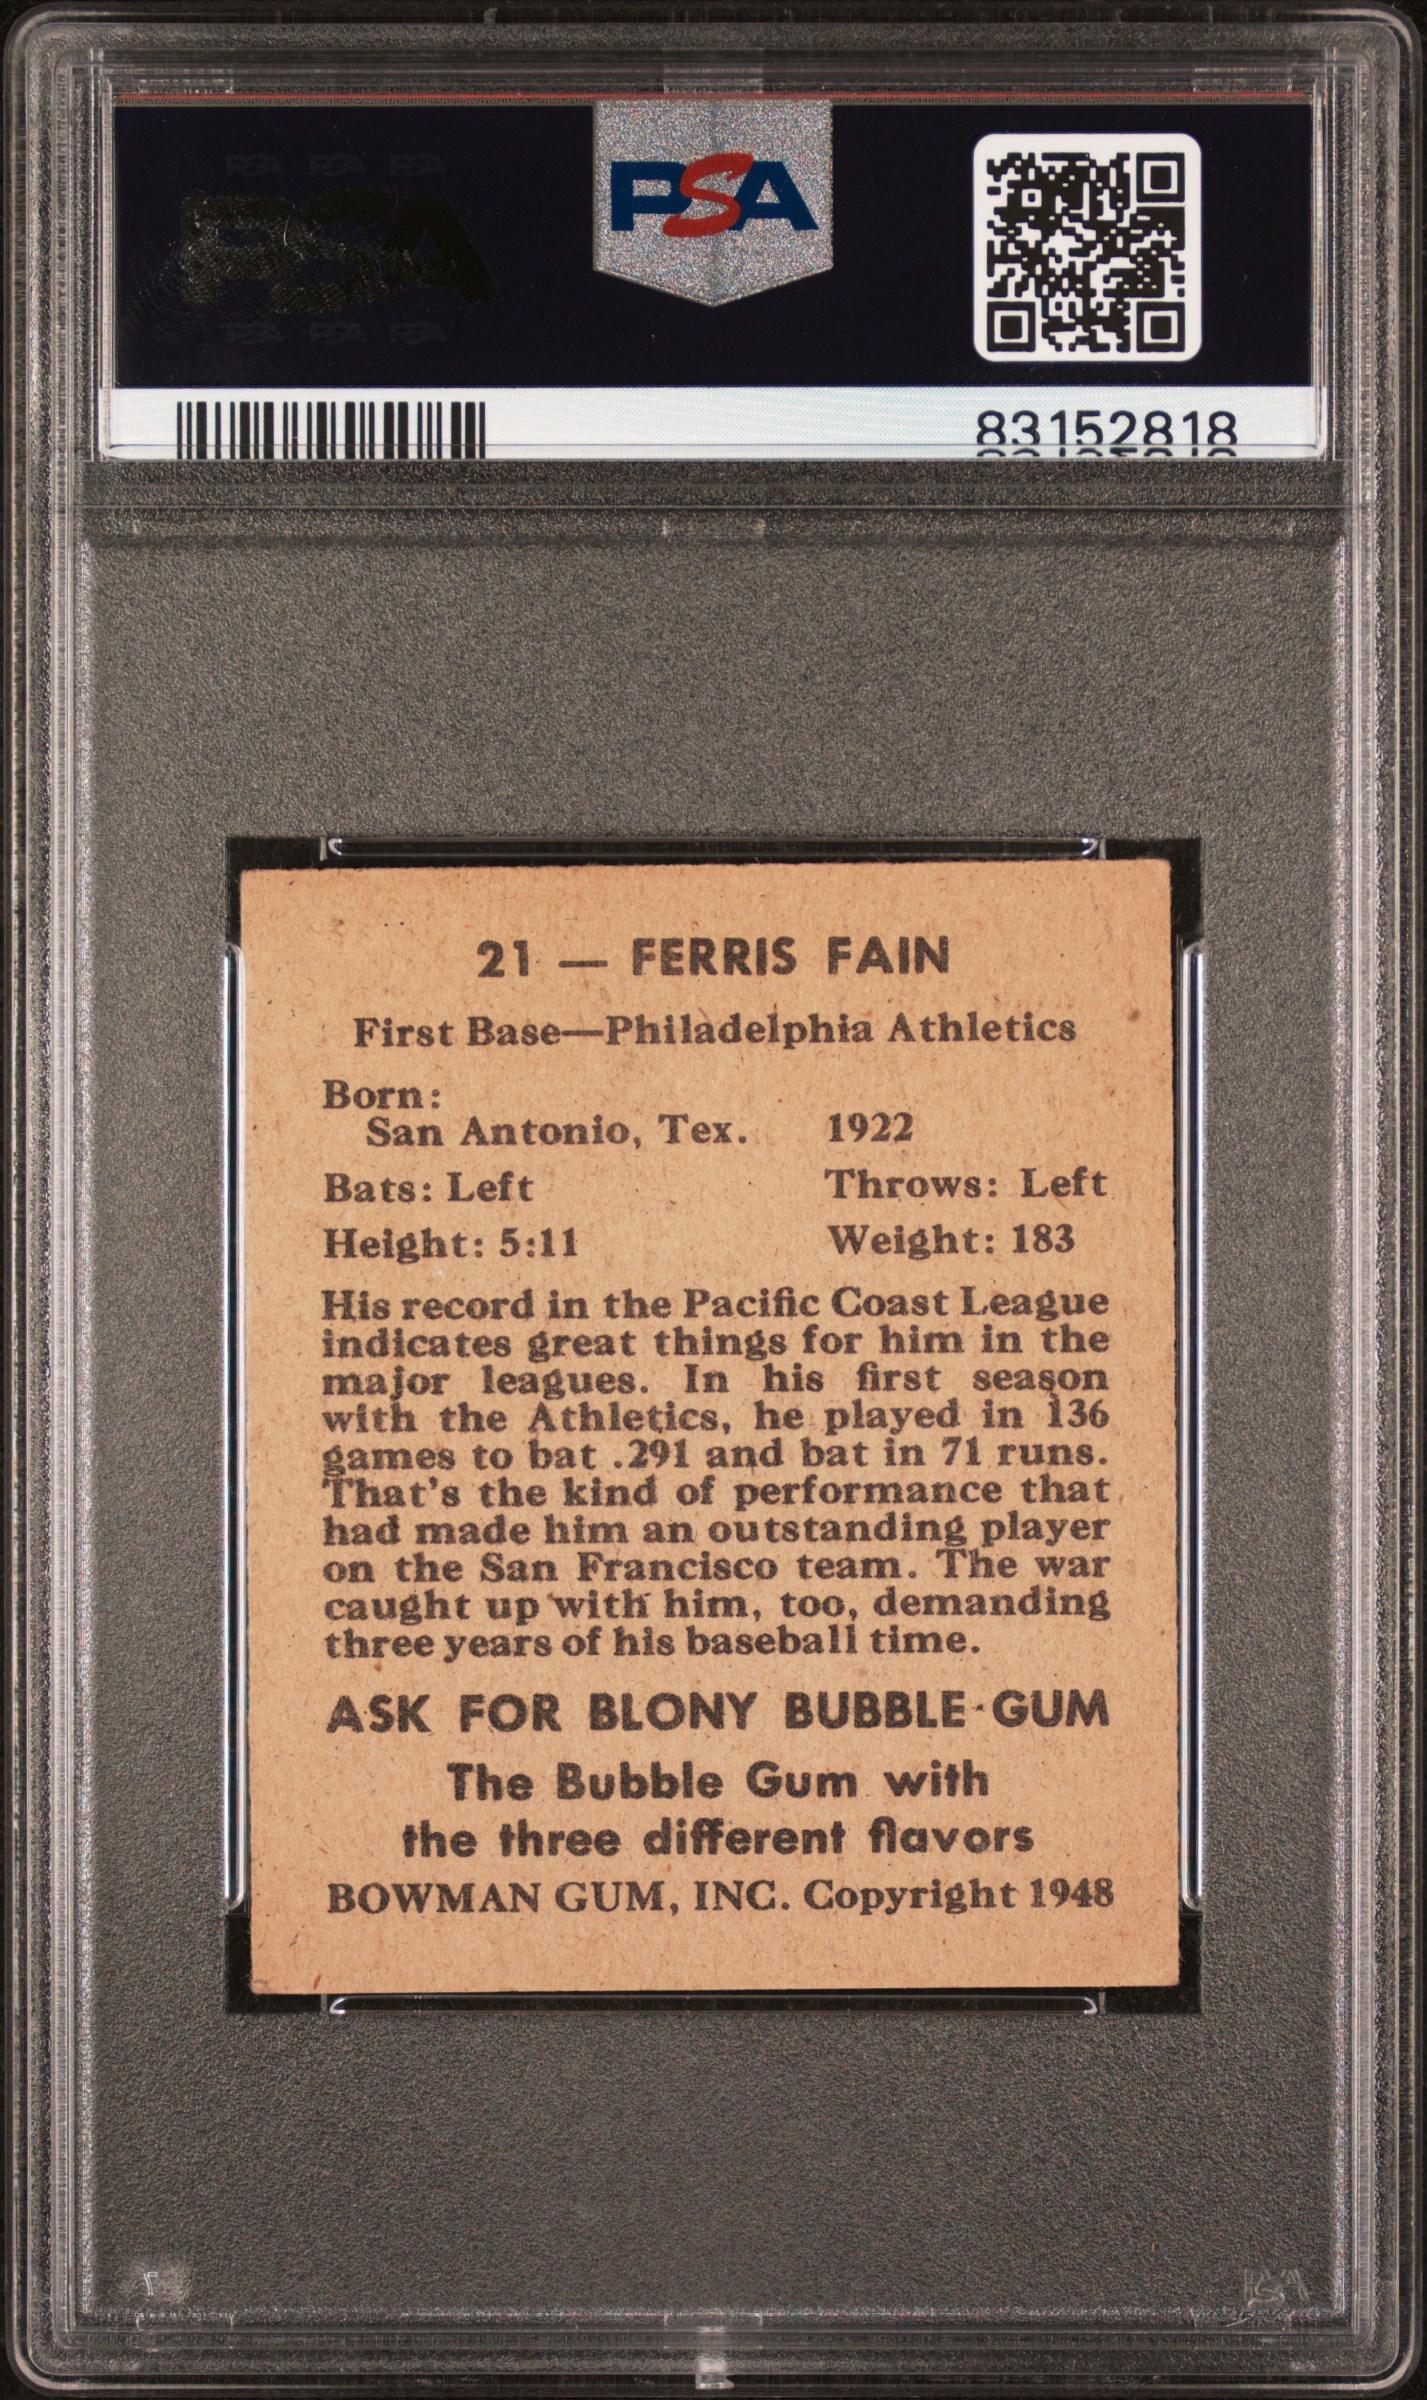 PSA
83152818
21 — FERRIS FAIN
First Base—Philadelphia Athletics
Born:
San Antonio, Tex. 1922
Bats: Left Throws: Left
Height: 5:11 Weight: 183
His record in the Pacific Coast League
indicates great things for him in the
major leagues. In his first season
with the Athletics, he played in 136
games to bat .291 and bat in 71 runs.
That's the kind of performance that
had made him an outstanding player
on the San Francisco team. The war
caught up with him, too, demanding
three years of his baseball time.
ASK FOR BLONY BUBBLE GUM
The Bubble Gum with
the three different flavors
BOWMAN GUM, INC. Copyright 1948